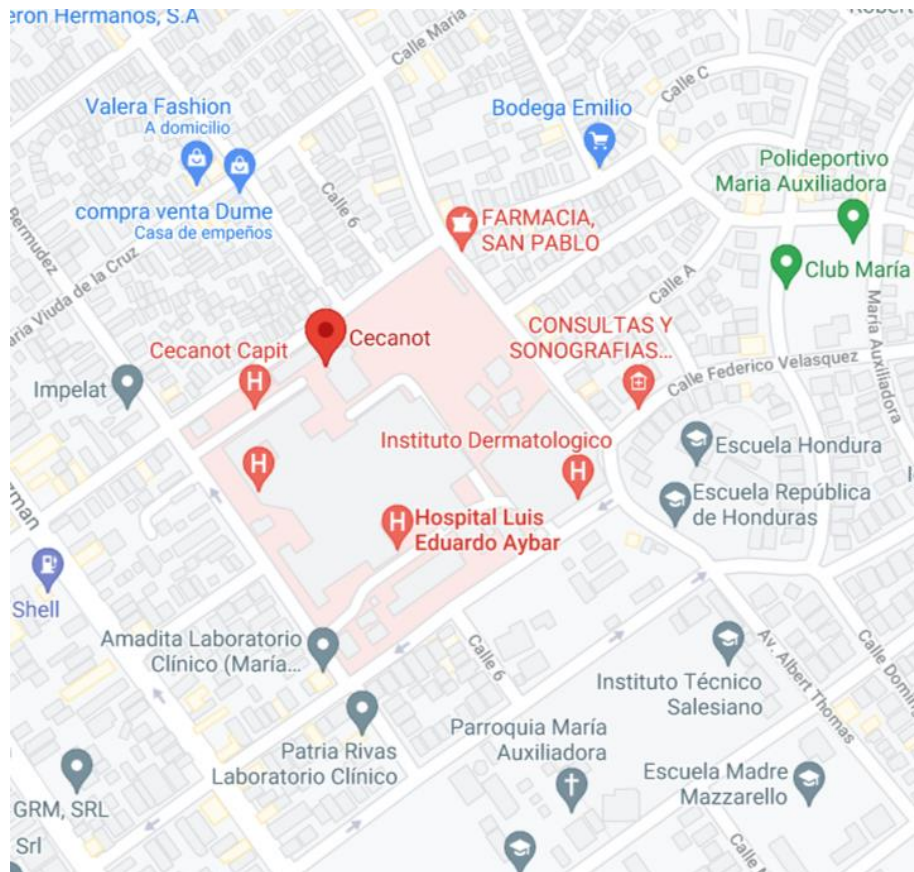 eron Hermanos, S.A
Calle Maria
Calle C
Valera Fashion
A domicilio
Bodega Emilio
Polideportivo
Maria Auxiliadora
compra venta Dume
Casa de empeños
Calle 6
FARMACIA,
SAN PABLO
Bermudez
Calle A
Club María
aria Viuda de la Cruz
María Auxiliadora
Cecanot
CONSULTAS Y
SONOGRAFIAS...
Cecanot Capit
Calle Federico Velasquez
Impelat
Instituto Dermatologico
Escuela Hondura
Escuela República
de Honduras
Hospital Luis
Eduardo Aybar
rman
Shell
Amadita Laboratorio
Clínico (María...
Calle 6
Av. Albert Thomas
Calle Domin
Instituto Técnico
Salesiano
Patria Rivas
Laboratorio Clínico
Parroquia María
Auxiliadora
Escuela Madre
Mazzarello
GRM, SRL
Srl